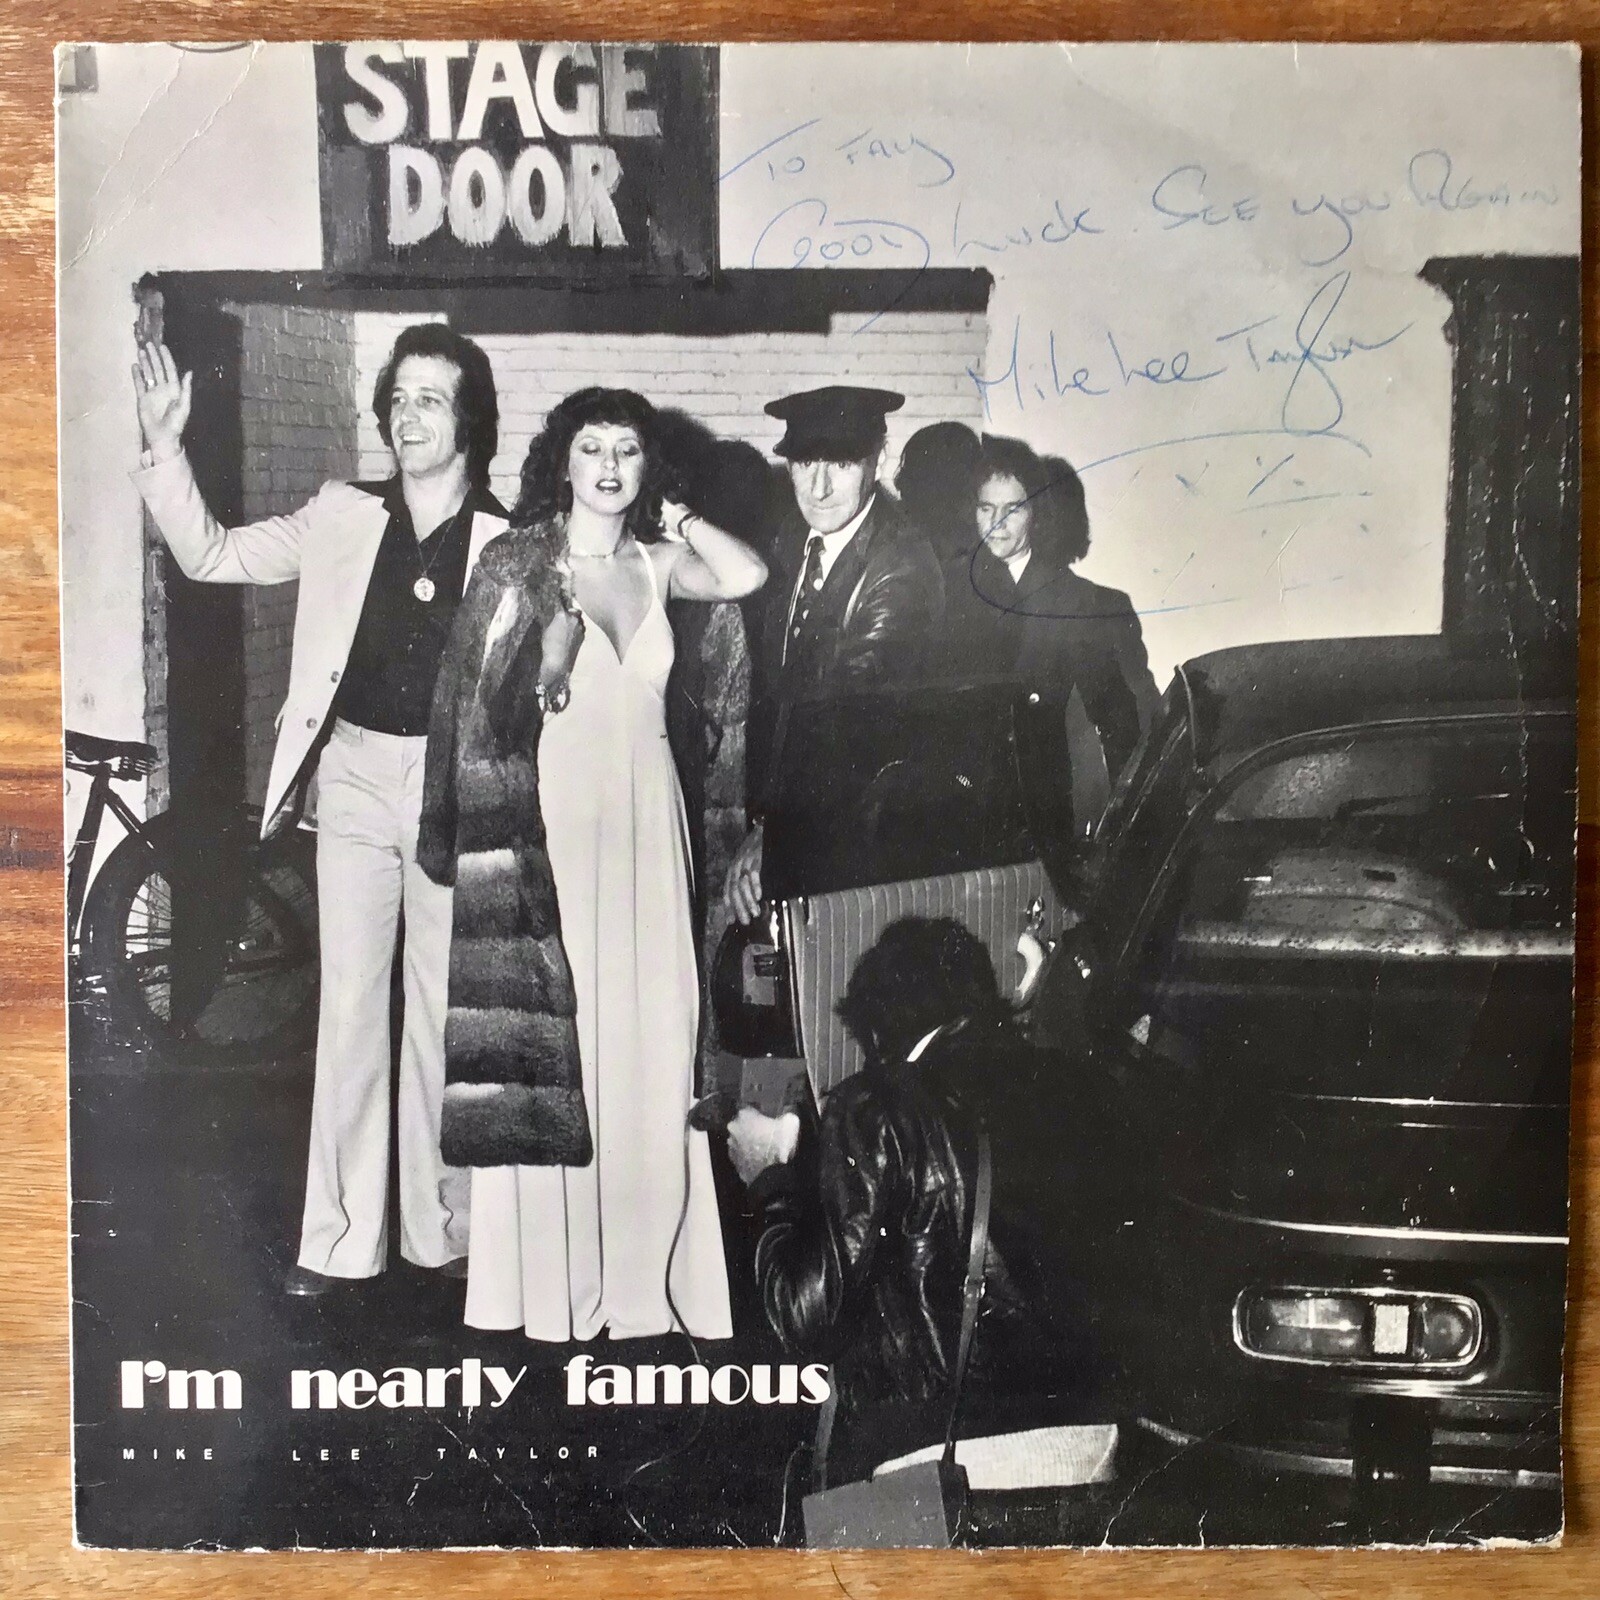 STAGE
DOOR
TO FAY
GOOD LUCK. SEE YOU AGAIN
Mike Lee Taylor
I'm nearly famous
MIKE LEE TAYLOR